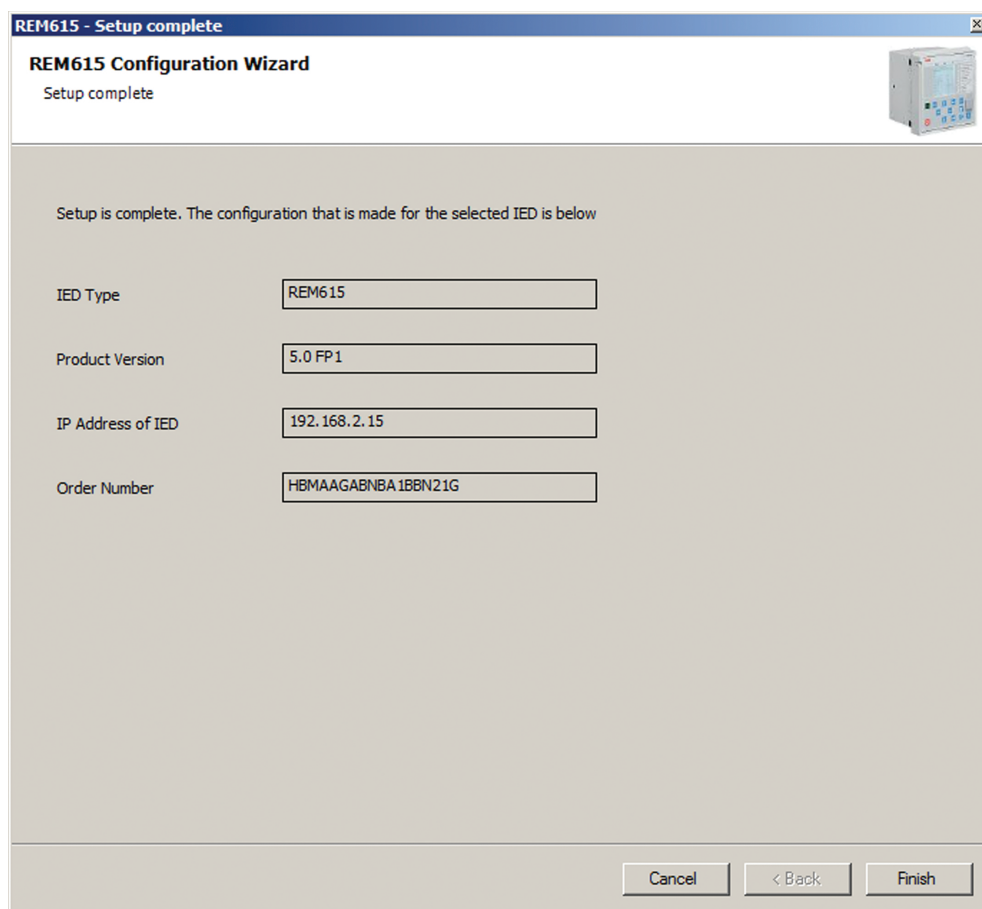 REM615 - Setup complete
REM615 Configuration Wizard
Setup complete
Setup is complete. The configuration that is made for the selected IED is below
IED Type REM615
Product Version 5.0 FP1
IP Address of IED 192.168.2.15
Order Number HBMAAGABNBA1BBN21G
Cancel < Back Finish